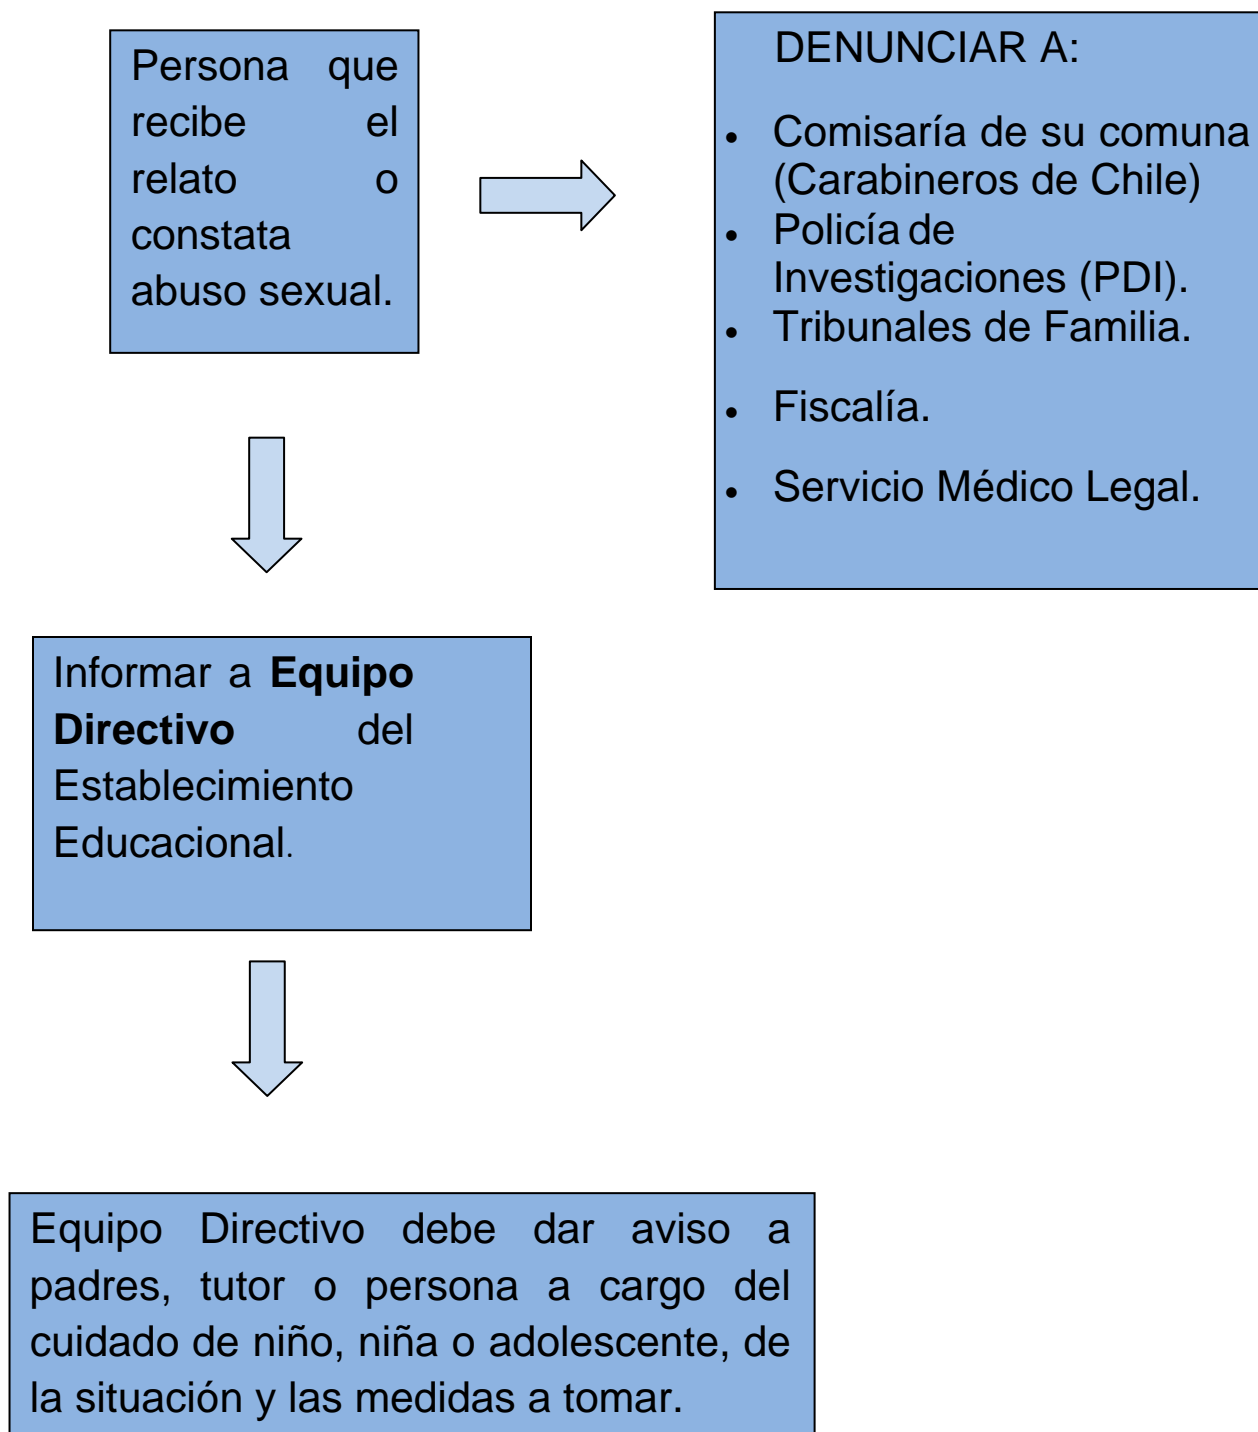 Persona que
recibe el
relato o
constata
abuso sexual.
DENUNCIAR A:
• Comisaría de su comuna
(Carabineros de Chile)
• Policía de
Investigaciones (PDI).
• Tribunales de Familia.
• Fiscalía.
• Servicio Médico Legal.
Informar a Equipo
Directivo del
Establecimiento
Educacional.
Equipo Directivo debe dar aviso a
padres, tutor o persona a cargo del
cuidado de niño, niña o adolescente, de
la situación y las medidas a tomar.